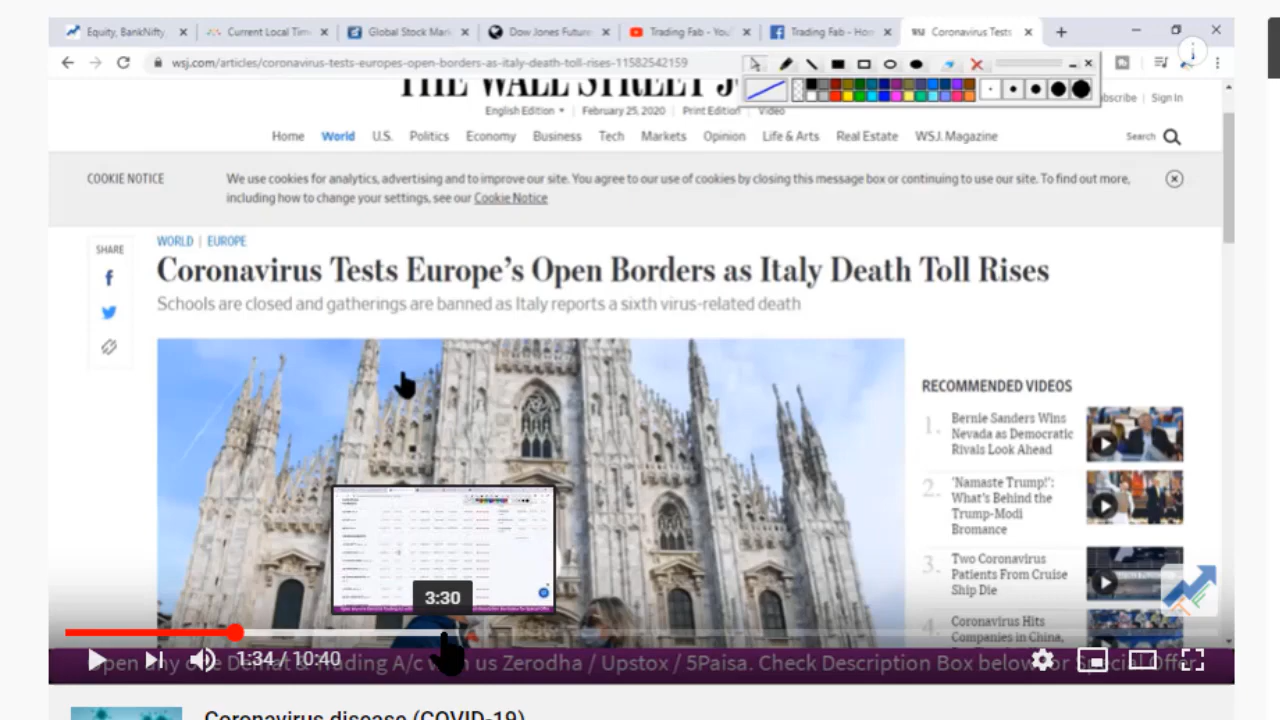 Equity, BankNifty
Current Local Tim
Global Stock Mark
Dow Jones Future
Trading Fab - You
Trading Fab - Hom
WSJ Coronavirus Tests
wsj.com/articles/coronavirus-tests-europes-open-borders-as-italy-death-toll-rises-11582542159
THE WALL STREET J
English Edition
February 25, 2020
Print Edition
Video
bscribe | Sign In
Home World U.S. Politics Economy Business Tech Markets Opinion Life & Arts Real Estate WSJ. Magazine Search
COOKIE NOTICE
We use cookies for analytics, advertising and to improve our site. You agree to our use of cookies by closing this message box or continuing to use our site. To find out more,
including how to change your settings, see our Cookie Notice
SHARE
WORLD | EUROPE
Coronavirus Tests Europe's Open Borders as Italy Death Toll Rises
Schools are closed and gatherings are banned as Italy reports a sixth virus-related death
RECOMMENDED VIDEOS
1. Bernie Sanders Wins
Nevada as Democratic
Rivals Look Ahead
2. 'Namaste Trump!':
What's Behind the
Trump-Modi
Bromance
3. Two Coronavirus
Patients From Cruise
Ship Die
4. Coronavirus Hits
Companies in China,
3:30
1:34 / 10:40
us Zerodha / Upstox / 5Paisa. Check Description Box below for Special Offer
Coronavirus disease (COVID-19)